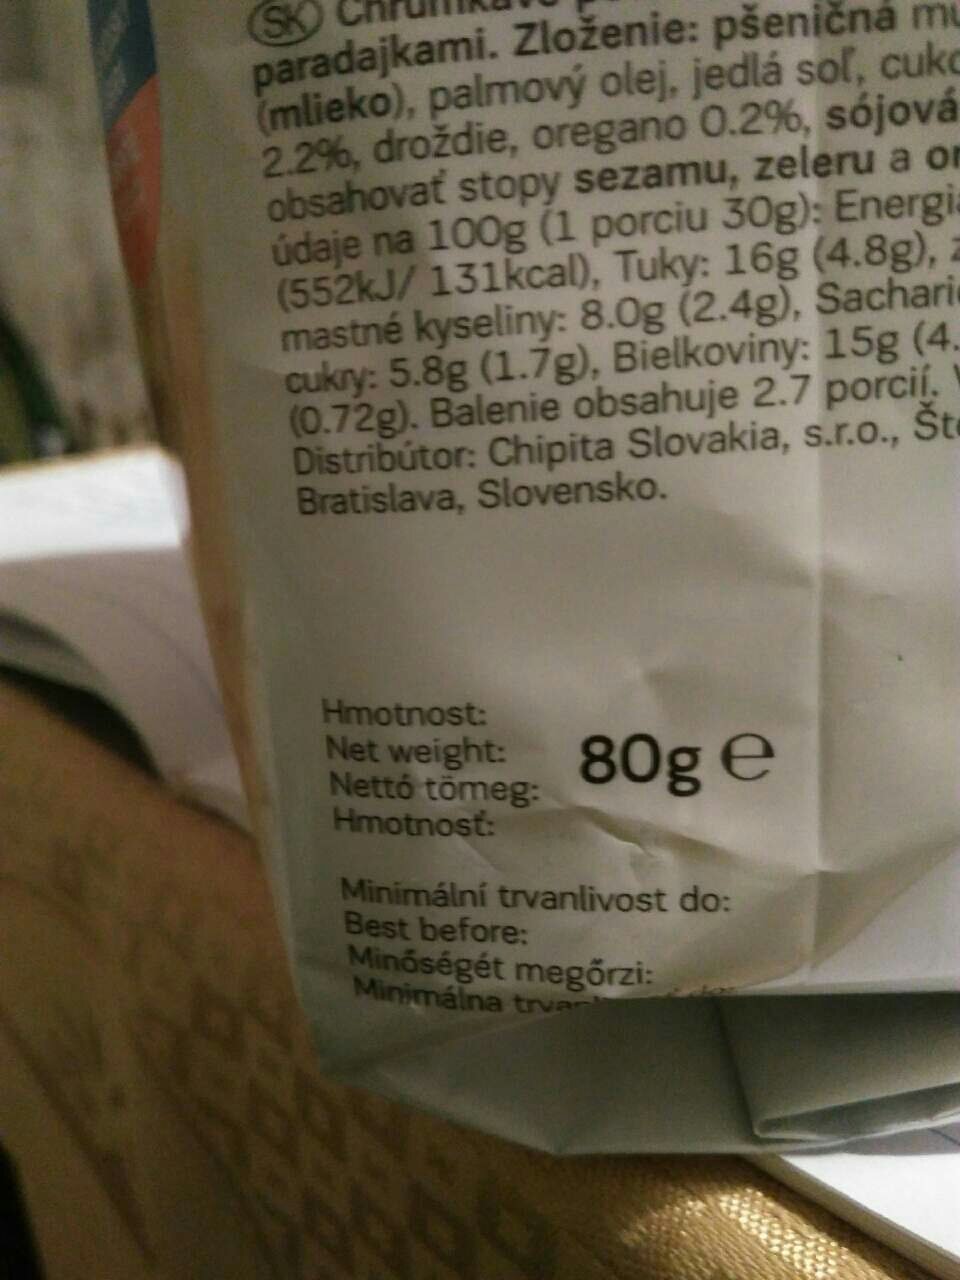 SK Chrumkavé
paradajkami. Zloženie: pšeničná
(mlieko), palmový olej, jedlá soľ,
2.2%, droždie, oregano 0.2%, sójová
obsahovať stopy sezamu, zeleru a
údaje na 100g (1 porciu 30g):
(552kJ/ 131kcal), Tuky: 16g (4.8g),
mastné kyseliny: 8.0g (2.4g),
cukry: 5.8g (1.7g), Bielkoviny: 15g
(0.72g). Balenie obsahuje 2.7 porcií.
Distribútor: Chipita Slovakia, s.r.o.,
Bratislava, Slovensko.
Hmotnost:
Net weight:
Nettó tömeg:
Hmotnosť:
80g e
Minimální trvanlivost do:
Best before:
Minőségét megőrzi:
Minimálna